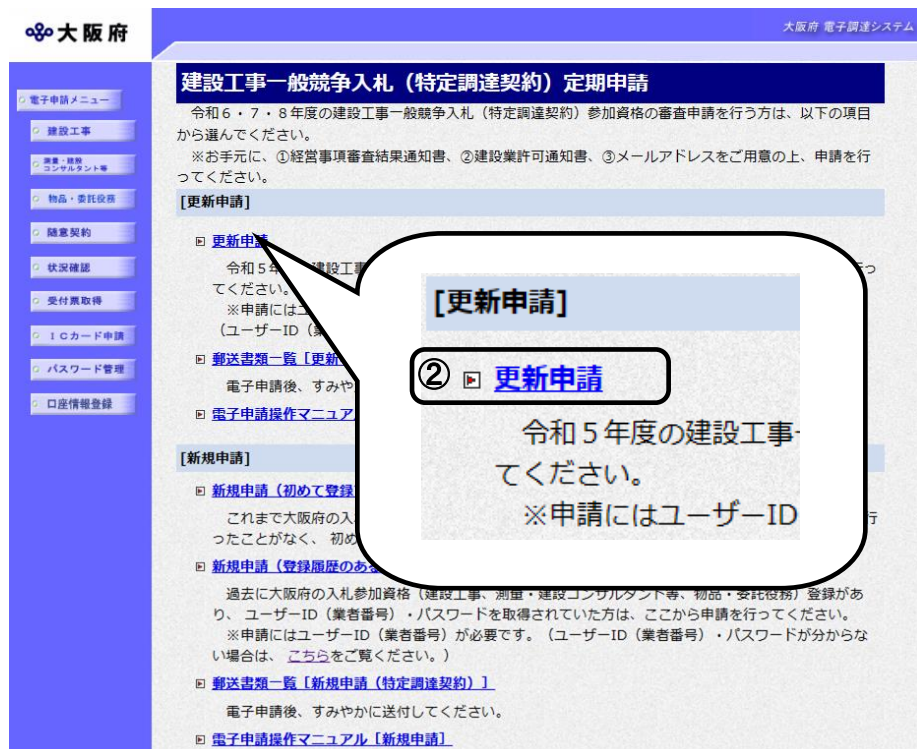 大阪府
大阪府 電子調達システム
電子申請メニュー
建設工事
測量・建設
コンサルタント等
物品・委託役務
随意契約
状況確認
受付票取得
ICカード申請
パスワード管理
口座情報登録
建設工事一般競争入札（特定調達契約）定期申請
令和６・７・８年度の建設工事一般競争入札（特定調達契約）参加資格の審査申請を行う方は、以下の項目
から選んでください。
※お手元に、①経営事項審査結果通知書、②建設業許可通知書、③メールアドレスをご用意の上、申請を行
ってください。
[更新申請]
更新申請
令和５年
建設工事
行っ
てください。
※申請にはユ
（ユーザーID（業
郵送書類一覧［更新
電子申請後、すみや
電子申請操作マニュア
[更新申請]
② 更新申請
令和５年度の建設工事一
てください。
※申請にはユーザーID
[新規申請]
新規申請（初めて登録
これまで大阪府の入
行
ったことがなく、 初め
新規申請（登録履歴のある
過去に大阪府の入札参加資格（建設工事、測量・建設コンサルタント等、物品・委託役務）登録があ
り、 ユーザーID（業者番号）・パスワードを取得されていた方は、ここから申請を行ってください。
※申請にはユーザーID（業者番号）が必要です。（ユーザーID（業者番号）・パスワードが分からな
い場合は、 こちらをご覧ください。）
郵送書類一覧［新規申請（特定調達契約）］
電子申請後、すみやかに送付してください。
電子申請操作マニュアル［新規申請］